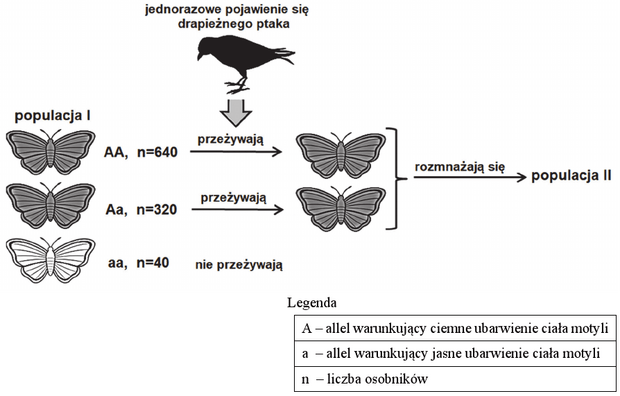 jednorazowe pojawienie się
drapieżnego ptaka
populacja I
AA, n=640
przeżywają
Aa, n=320
przeżywają
rozmnażają się
populacja II
aa, n=40
nie przeżywają
Legenda
A – allel warunkujący ciemne ubarwienie ciała motyli
a – allel warunkujący jasne ubarwienie ciała motyli
n – liczba osobników